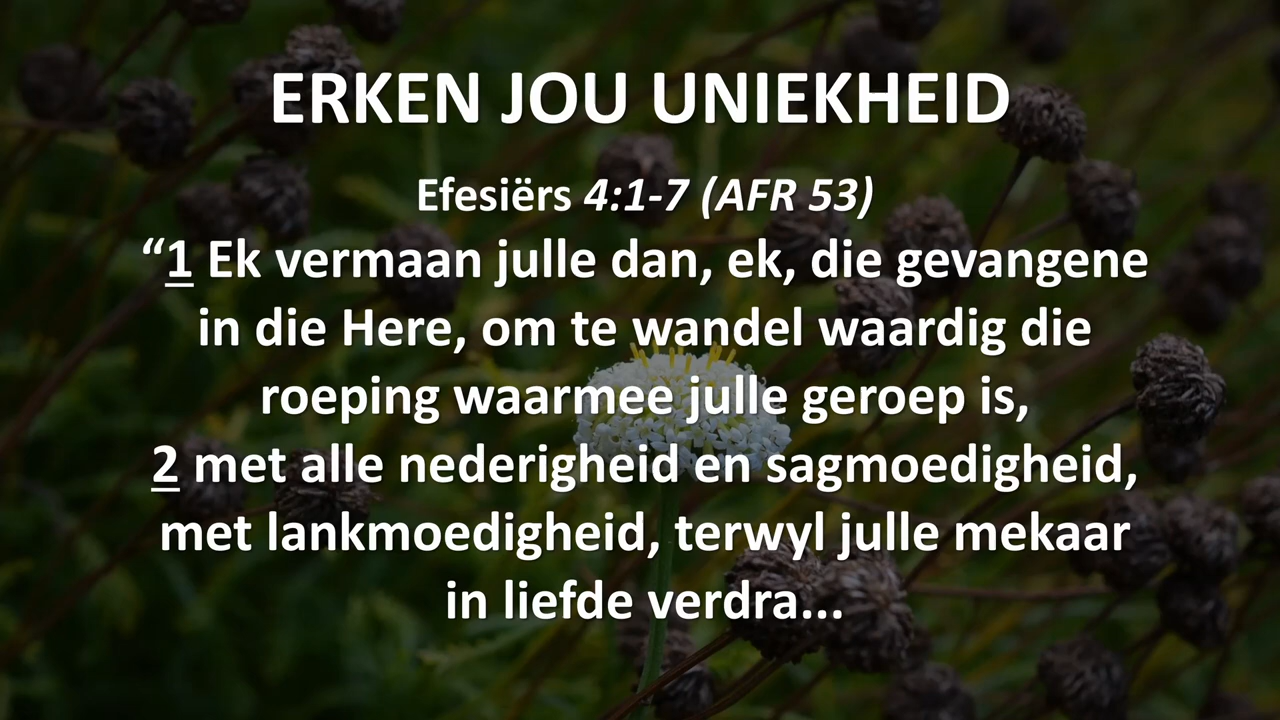 ERKEN JOU UNIEKHEID
Efesiërs 4:1-7 (AFR 53)
“1 Ek vermaan julle dan, ek, die gevangene
in die Here, om te wandel waardig die
roeping waarmee julle geroep is,
2 met alle nederigheid en sagmoedigheid,
met lankmoedigheid, terwyl julle mekaar
in liefde verdra...